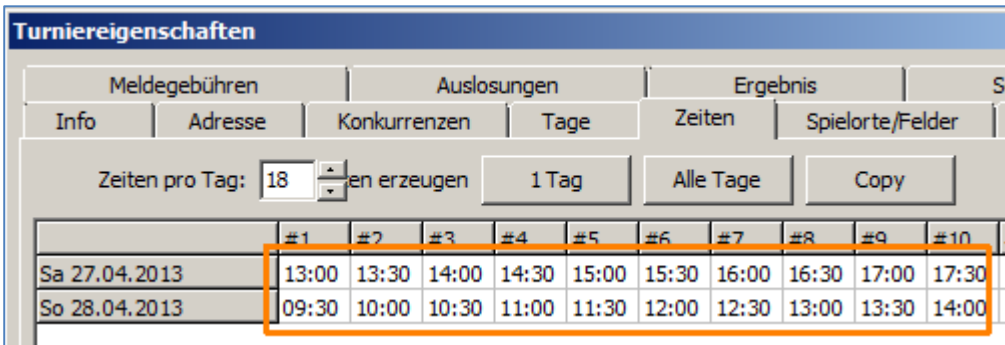 Turniereigenschaften
Meldegebühren Auslosungen Ergebnis S
Info Adresse Konkurrenzen Tage Zeiten Spielorte/Felder
Zeiten pro Tag: 18 en erzeugen 1 Tag Alle Tage Copy
#1 #2 #3 #4 #5 #6 #7 #8 #9 #10
Sa 27.04.2013 13:00 13:30 14:00 14:30 15:00 15:30 16:00 16:30 17:00 17:30
So 28.04.2013 09:30 10:00 10:30 11:00 11:30 12:00 12:30 13:00 13:30 14:00